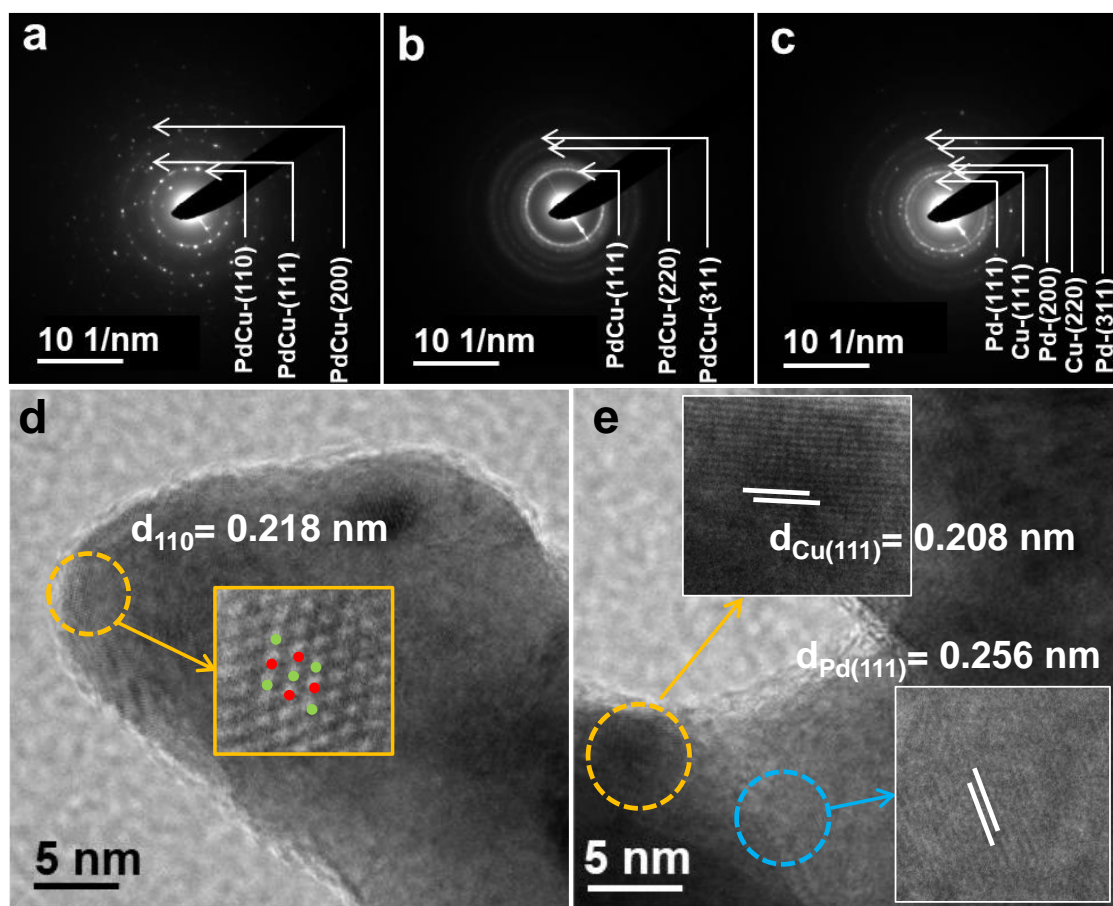 a
PdCu-(110)
PdCu-(111)
PdCu-(200)
10 1/nm
b
PdCu-(111)
PdCu-(220)
PdCu-(311)
10 1/nm
c
Pd-(111)
Cu-(111)
Pd-(200)
Cu-(220)
Pd-(311)
10 1/nm
d
d110= 0.218 nm
5 nm
e
dCu(111)= 0.208 nm
dPd(111)= 0.256 nm
5 nm